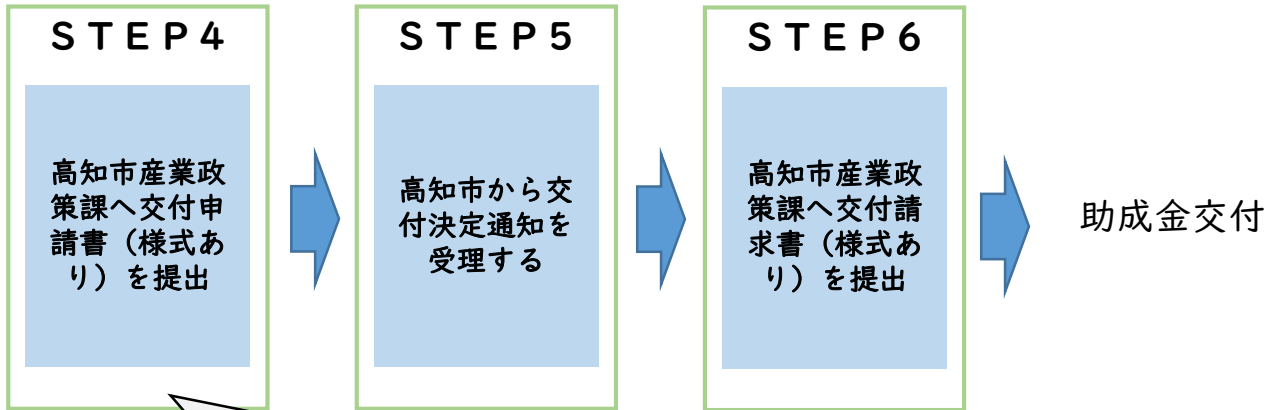 ＳＴＥＰ４
高知市産業政
策課へ交付申
請書（様式あ
り）を提出
ＳＴＥＰ５
高知市から交
付決定通知を
受理する
ＳＴＥＰ６
高知市産業政
策課へ交付請
求書（様式あ
り）を提出
助成金交付